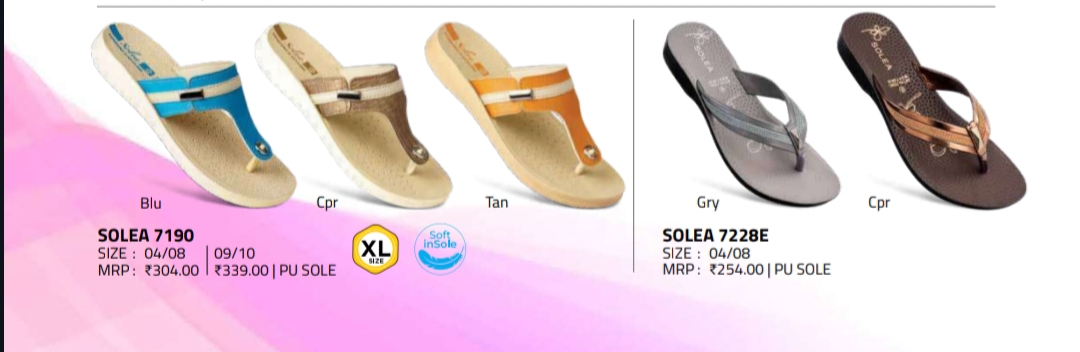 Blu
Cpr
Tan
SOLEA 7190
SIZE : 04/08 | 09/10
MRP : ₹304.00 | ₹339.00 | PU SOLE
XL
SIZE
Soft
inSole
SOLEA
SOLEA
Gry
Cpr
SOLEA 7228E
SIZE : 04/08
MRP : ₹254.00 | PU SOLE